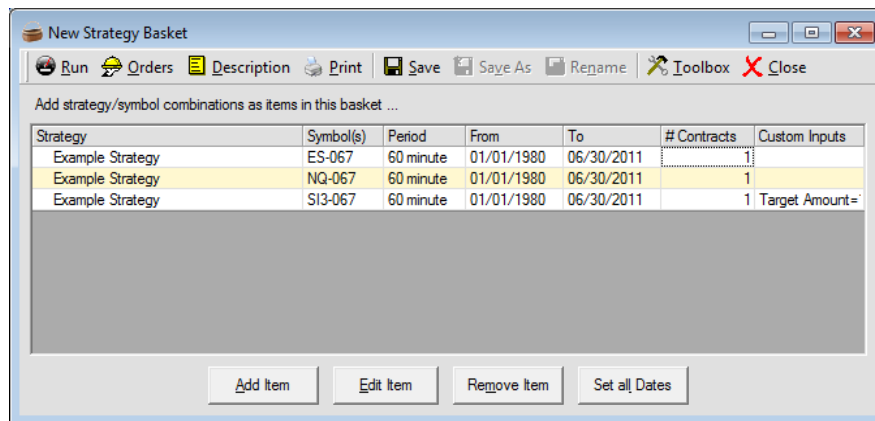 New Strategy Basket
Run Orders Description Print Save Save As Rename Toolbox Close
Add strategy/symbol combinations as items in this basket ...
Strategy Symbol(s) Period From To # Contracts Custom Inputs
Example Strategy ES-067 60 minute 01/01/1980 06/30/2011 1
Example Strategy NQ-067 60 minute 01/01/1980 06/30/2011 1
Example Strategy SI3-067 60 minute 01/01/1980 06/30/2011 1 Target Amount=
Add Item Edit Item Remove Item Set all Dates